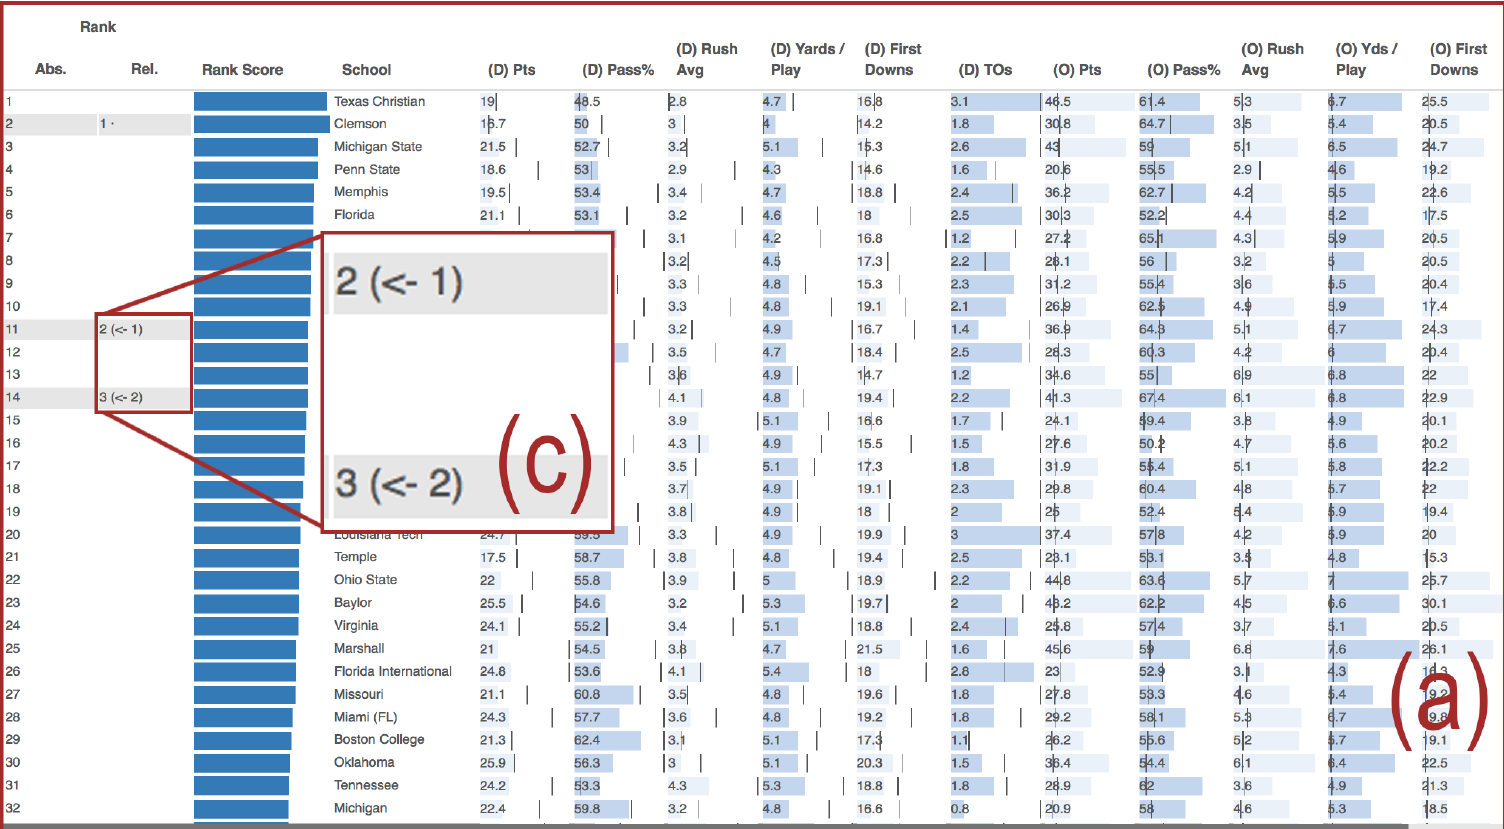 Rank
(D) Rush (D) Yards / (D) First (O) Rush (O) Yds / (O) First
Abs. Rel. Rank Score School (D) Pts (D) Pass% Avg Play Downs (D) TOs (O) Pts (O) Pass% Avg Play Downs
1 Texas Christian 19 48.5 2.8 4.7 16.8 3.1 46.5 61.4 5.3 6.7 25.5
2 1 · Clemson 16.7 50 3 4 14.2 1.8 30.8 64.7 3.5 5.4 20.5
3 Michigan State 21.5 52.7 3.2 5.1 15.3 2.6 43 59 5.1 6.5 24.7
4 Penn State 18.6 53 2.9 4.3 14.6 1.6 20.6 55.5 2.9 4.6 19.2
5 Memphis 19.5 53.4 3.4 4.7 18.8 2.4 36.2 62.7 4.2 5.5 22.6
6 Florida 21.1 53.1 3.2 4.6 18 2.5 30.3 52.2 4.4 5.2 17.5
7 3.1 4.2 16.8 1.2 27.2 65.1 4.3 5.9 20.5
8 3.2 4.5 17.3 2.2 28.1 56 3.2 5 20.5
9 3.3 4.8 15.3 2.3 31.2 55.4 3.6 5.5 20.4
10 3.3 4.8 19.1 2.1 26.9 62.5 4.9 5.9 17.4
11 2 (<- 1) 3.2 4.9 16.7 1.4 36.9 64.3 5.1 6.7 24.3
12 3.5 4.7 18.4 2.5 28.3 60.3 4.2 6 20.4
13 3.6 4.9 14.7 1.2 34.6 55 6.9 6.8 22
14 3 (<- 2) 4.1 4.8 19.4 2.2 41.3 67.4 6.1 6.8 22.9
15 3.9 5.1 16.6 1.7 24.1 59.4 3.8 4.9 20.1
16 4.3 4.9 15.5 1.5 27.6 50.2 4.7 5.6 20.2
17 3.5 5.1 17.3 1.8 31.9 55.4 5.1 5.8 22.2
18 3.7 4.9 19.1 2.3 29.8 60.4 4.8 5.7 22
19 3.8 4.9 18 2 25 52.4 5.4 5.9 19.4
20 Louisiana Tech 24.7 59.5 3.3 4.9 19.9 3 37.4 57.8 4.2 5.9 20
21 Temple 17.5 58.7 3.8 4.8 19.4 2.5 23.1 53.1 3.5 4.8 15.3
22 Ohio State 22 55.8 3.9 5 18.9 2.2 44.8 63.6 5.7 7 25.7
23 Baylor 25.5 54.6 3.2 5.3 19.7 2 48.2 62.2 4.5 6.6 30.1
24 Virginia 24.1 55.2 3.4 5.1 18.8 2.4 25.8 57.4 3.7 5.1 20.5
25 Marshall 21 54.5 3.8 4.7 21.5 1.6 45.6 59 6.8 7.6 26.1
26 Florida International 24.8 53.6 4.1 5.4 18 2.8 23 52.9 3.1 4.3 16.3
27 Missouri 21.1 60.8 3.5 4.8 19.6 1.8 27.8 53.3 4.6 5.4 19.2
28 Miami (FL) 24.3 57.7 3.6 4.8 19.2 1.8 29.2 58.1 5.3 6.7 19.8
29 Boston College 21.3 62.4 3.1 5.1 17.3 1.1 26.2 55.6 5.2 5.7 19.1
30 Oklahoma 25.9 56.3 3 5.1 20.3 1.5 36.4 54.4 6.1 6.4 22.5
31 Tennessee 24.2 53.3 4.3 5.3 18.8 1.8 28.9 62 3.6 4.9 21.3
32 Michigan 22.4 59.8 3.2 4.8 16.6 0.8 20.9 58 4.6 5.3 18.5
2 (<- 1)
3 (<- 2)
(c)
(a)